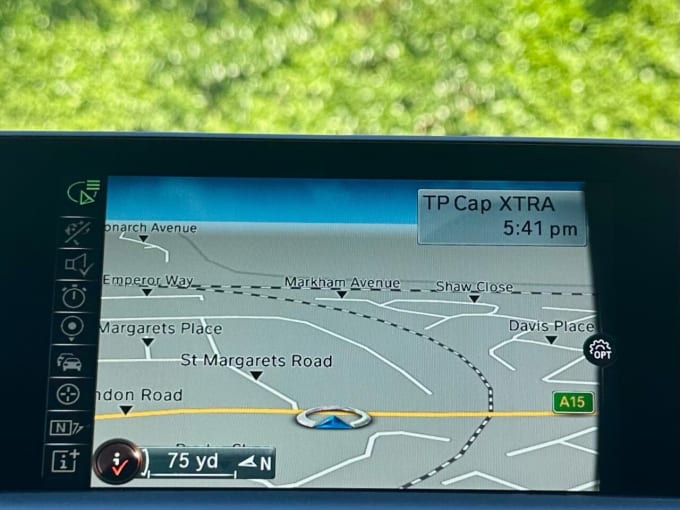 TP Cap XTRA
5:41 pm
onarch Avenue
Emperor Way
Markham Avenue
Shaw Close
Margarets Place
Davis Place
OPT
St Margarets Road
ndon Road
A15
75 yd
N
N
i+